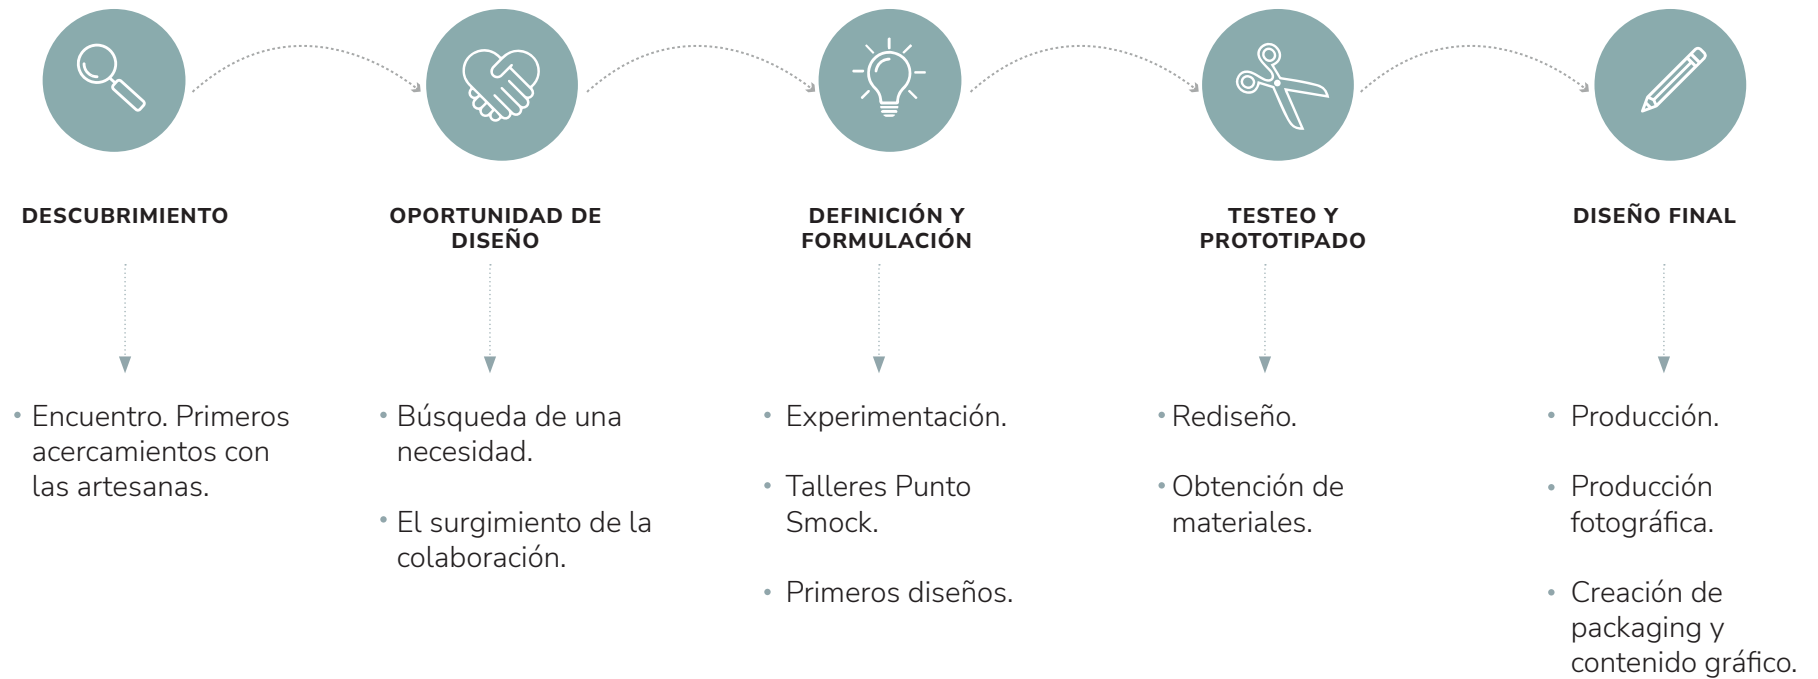 DESCUBRIMIENTO
• Encuentro. Primeros
acercamientos con
las artesanas.
OPORTUNIDAD DE
DISEÑO
• Búsqueda de una
necesidad.
• El surgimiento de la
colaboración.
DEFINICIÓN Y
FORMULACIÓN
• Experimentación.
• Talleres Punto
Smock.
• Primeros diseños.
TESTEO Y
PROTOTIPADO
• Rediseño.
• Obtención de
materiales.
DISEÑO FINAL
• Producción.
• Producción
fotográfica.
• Creación de
packaging y
contenido gráfico.